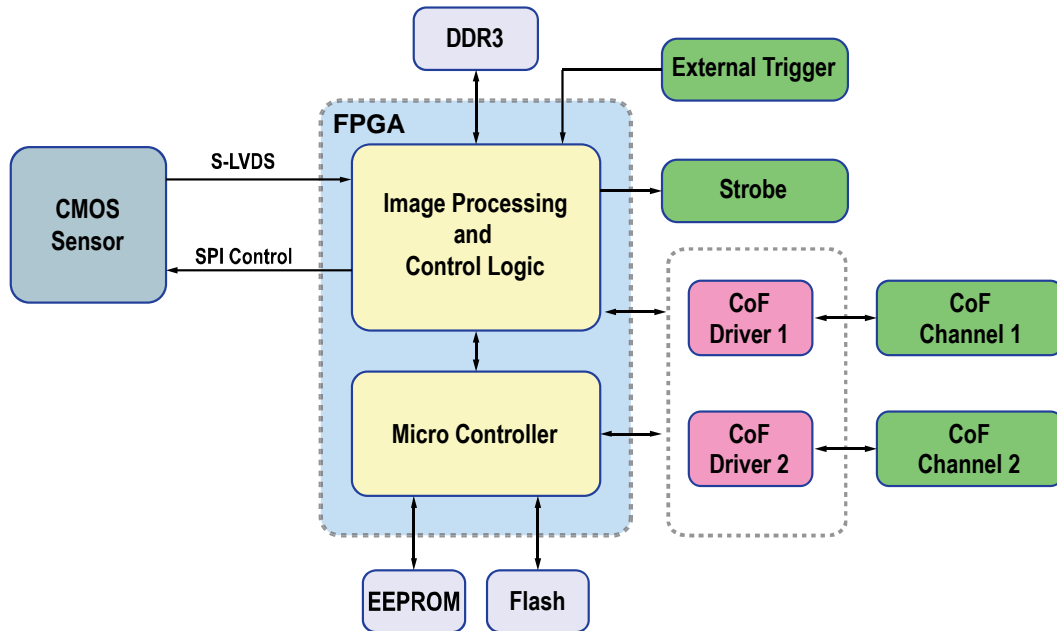 DDR3
External Trigger
FPGA
S-LVDS
CMOS
Sensor
SPI Control
Image Processing
and
Control Logic
Strobe
CoF
Driver 1
CoF
Channel 1
Micro Controller
CoF
Driver 2
CoF
Channel 2
EEPROM
Flash